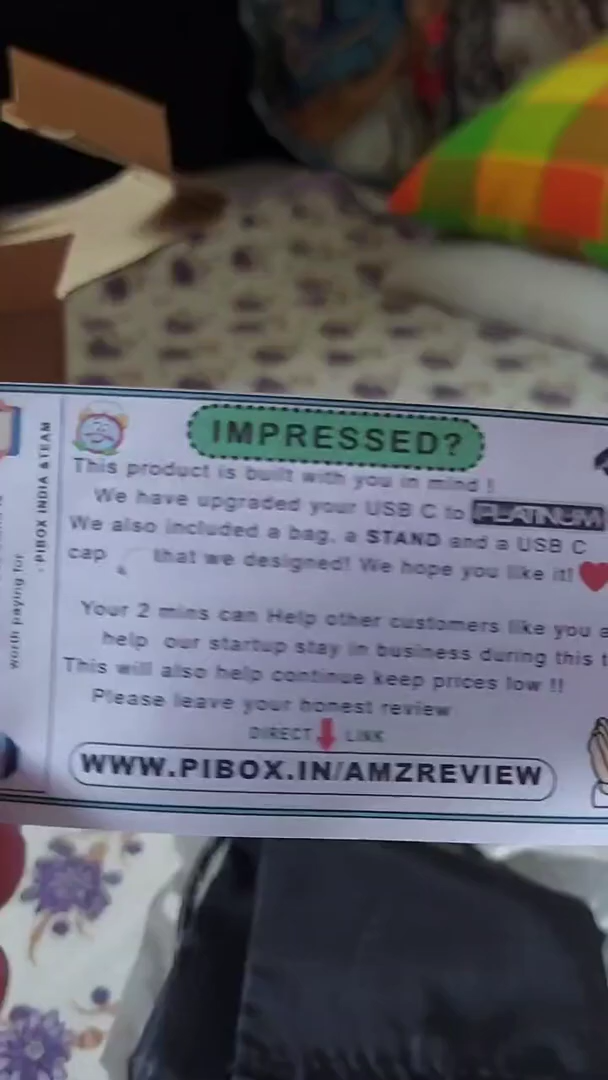 IMPRESSED?
This product is built with you in mind !
We have upgraded your USB C to PLATINUM
We also included a bag, a STAND and a USB C
cap that we designed! We hope you like it!
Your 2 mins can Help other customers like you a
help our startup stay in business during this t
This will also help continue keep prices low !!
Please leave your honest review
DIRECT LINK
WWW.PIBOX.IN/AMZREVIEW
- PIBOX INDIA & TEAM
worth paying for